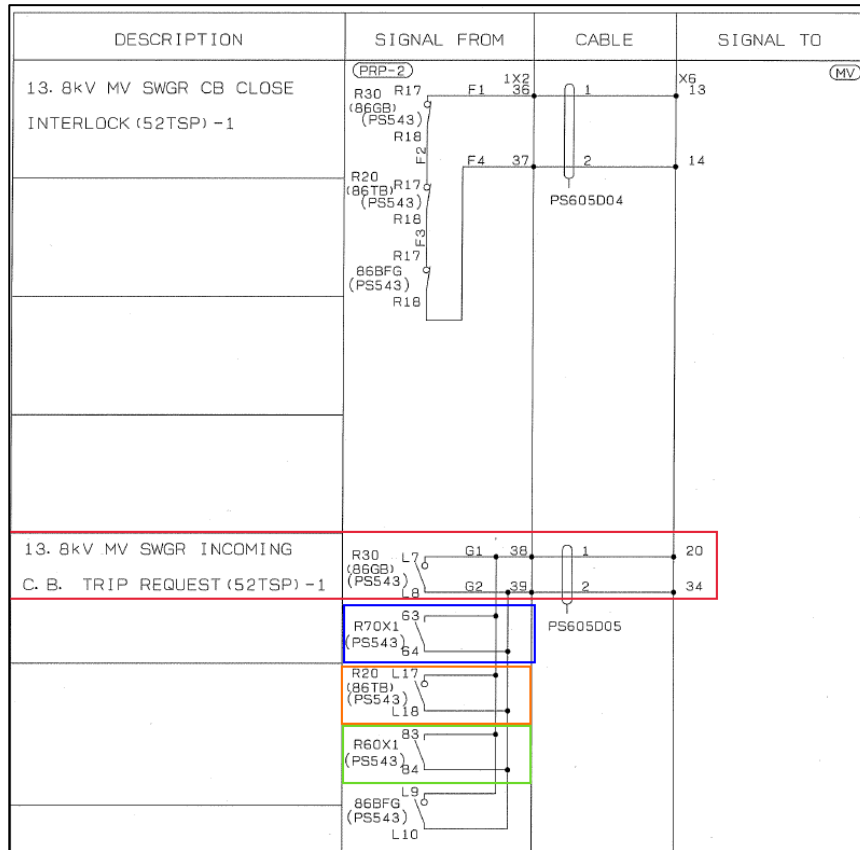 DESCRIPTION
SIGNAL FROM
CABLE
SIGNAL TO
13.8kV MV SWGR CB CLOSE
INTERLOCK(52TSP)-1
PRP-2
R30
(86GB)
(PS543)
R17
R18
F1
1X2
36
1
X6
13
MV
F2
F4
37
2
14
R20
(86TB)
(PS543)
R17
R18
PS605D04
F3
R17
86BFG
(PS543)
R18
13.8kV MV SWGR INCOMING
C.B. TRIP REQUEST(52TSP)-1
R30
(86GB)
(PS543)
L7
L8
G1
38
1
20
G2
39
2
34
PS605D05
63
R70X1
(PS543)
64
R20
(86TB)
(PS543)
L17
L18
83
R60X1
(PS543)
84
L9
86BFG
(PS543)
L10